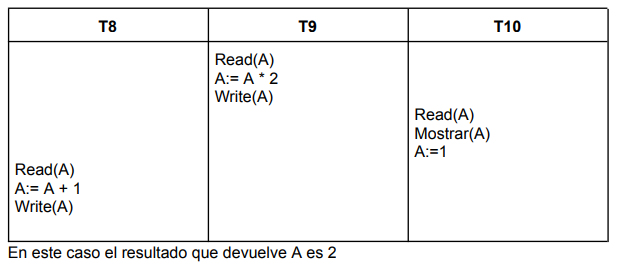 T8 T9 T10
Read(A)
A:= A * 2
Write(A)
Read(A)
Mostrar(A)
A:=1
Read(A)
A:= A + 1
Write(A)
En este caso el resultado que devuelve A es 2